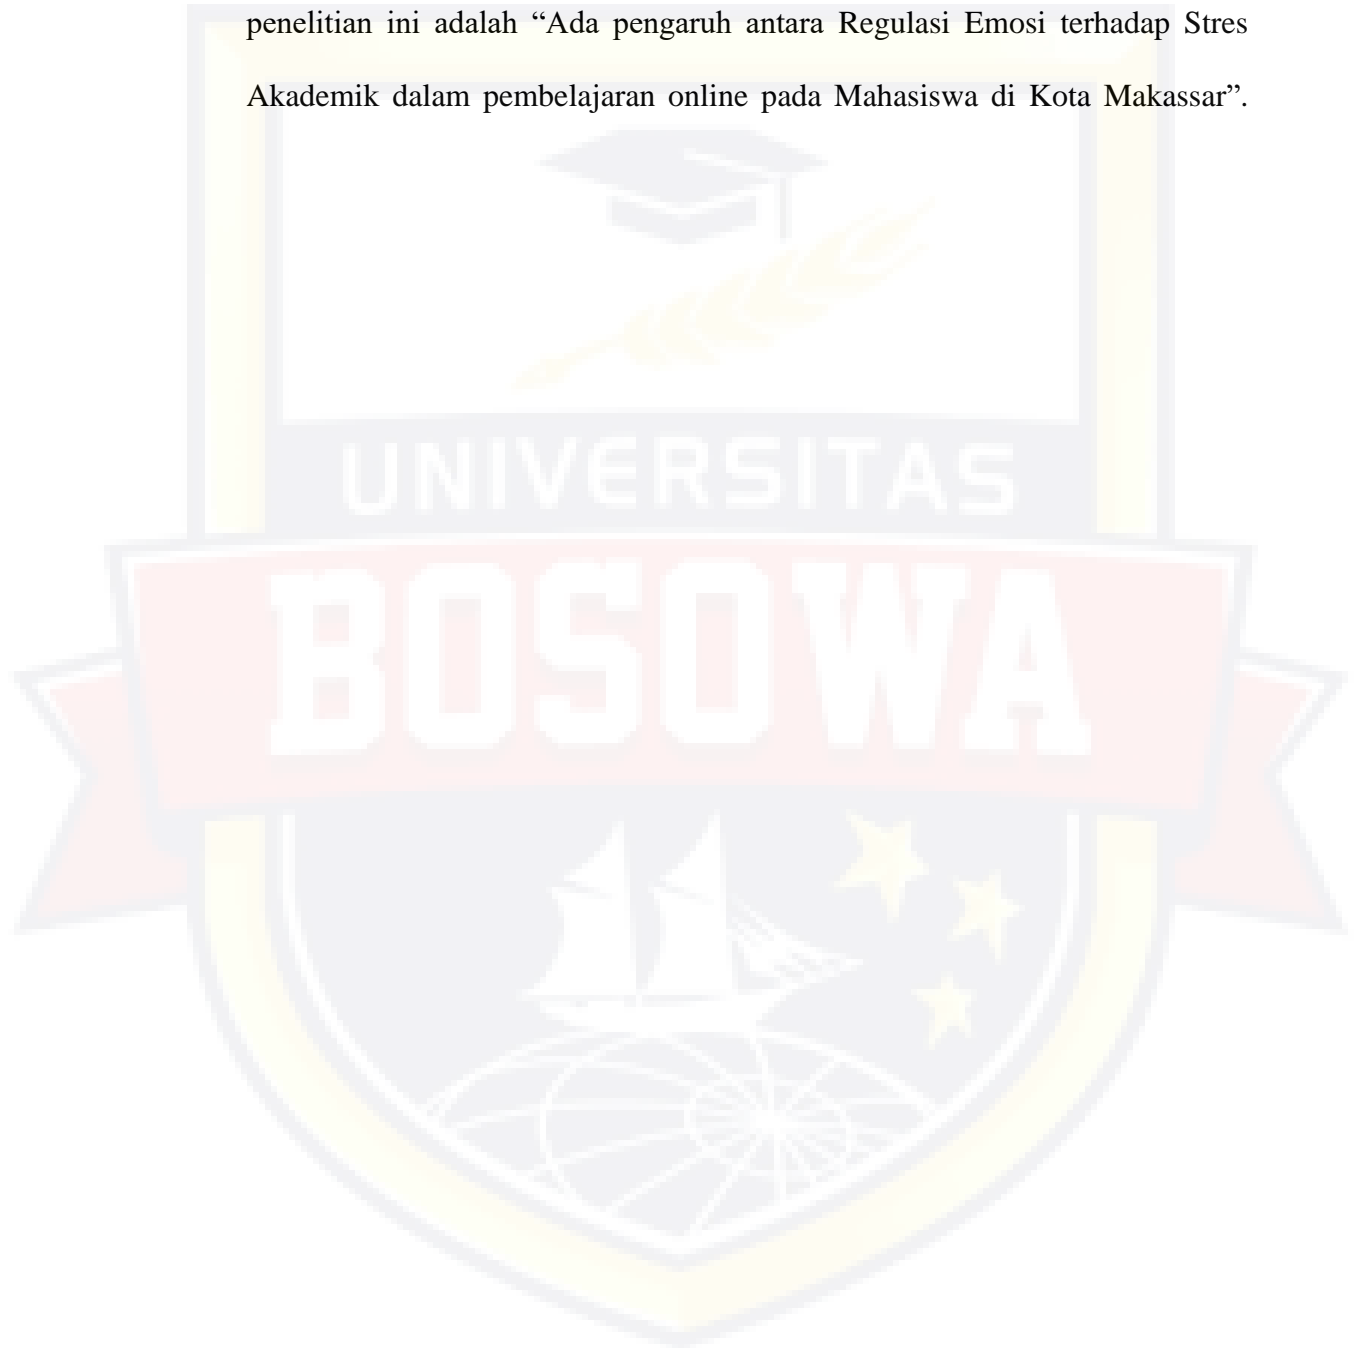 penelitian ini adalah “Ada pengaruh antara Regulasi Emosi terhadap Stres
Akademik dalam pembelajaran online pada Mahasiswa di Kota Makassar”.
UNIVERSITAS
BOSOWA